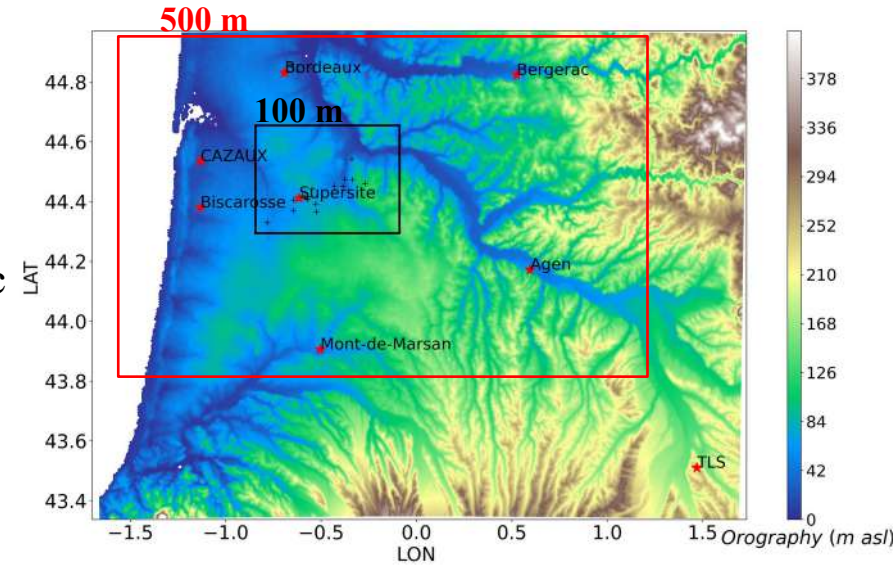 500 m
Bordeaux
Bergerac
100 m
CAZAUX
Supersite
Biscarosse
Agen
Mont-de-Marsan
TLS
c
LAT
44.8
44.6
44.4
44.2
44.0
43.8
43.6
43.4
−1.5 −1.0 −0.5 0.0 0.5 1.0 1.5
LON
378
336
294
252
210
168
126
84
42
0
Orography (m asl)